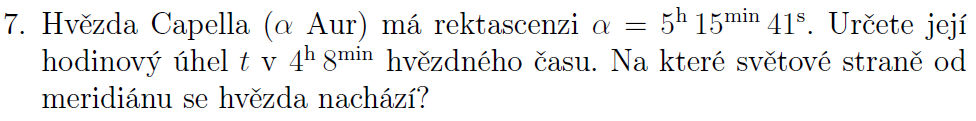 7. Hvězda Capella (α Aur) má rektascenzi α = 5ʰ 15ᵐⁱⁿ 41ˢ. Určete její
hodinový úhel t v 4ʰ 8ᵐⁱⁿ hvězdného času. Na které světové straně od
meridiánu se hvězda nachází?